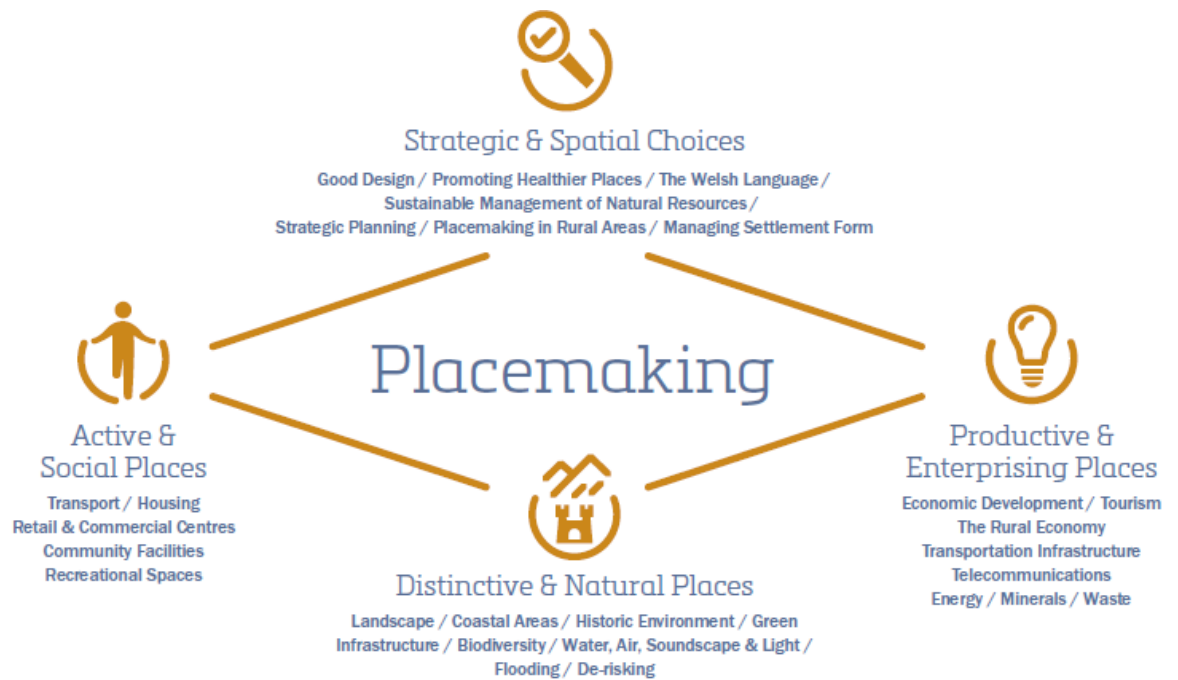 Strategic & Spatial Choices
Good Design / Promoting Healthier Places / The Welsh Language /
Sustainable Management of Natural Resources /
Strategic Planning / Placemaking in Rural Areas / Managing Settlement Form
Placemaking
Active &
Social Places
Transport / Housing
Retail & Commercial Centres
Community Facilities
Recreational Spaces
Productive &
Enterprising Places
Economic Development / Tourism
The Rural Economy
Transportation Infrastructure
Telecommunications
Energy / Minerals / Waste
Distinctive & Natural Places
Landscape / Coastal Areas / Historic Environment / Green
Infrastructure / Biodiversity / Water, Air, Soundscape & Light /
Flooding / De-risking